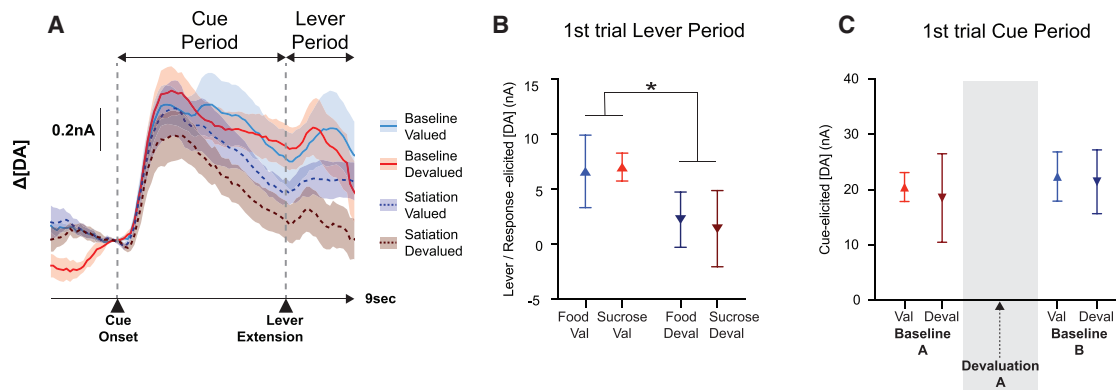 A
Cue
Period
Lever
Period
0.2nA
Δ[DA]
Baseline
Valued
Baseline
Devalued
Satiation
Valued
Satiation
Devalued
9sec
Cue
Onset
Lever
Extension
B
1st trial Lever Period
Lever / Response -elicited [DA] (nA)
15
10
5
0
-5
*
Food
Val
Sucrose
Val
Food
Deval
Sucrose
Deval
C
1st trial Cue Period
Cue-elicited [DA] (nA)
40
30
20
10
0
Val Deval
Baseline
A
Devaluation
A
Val Deval
Baseline
B